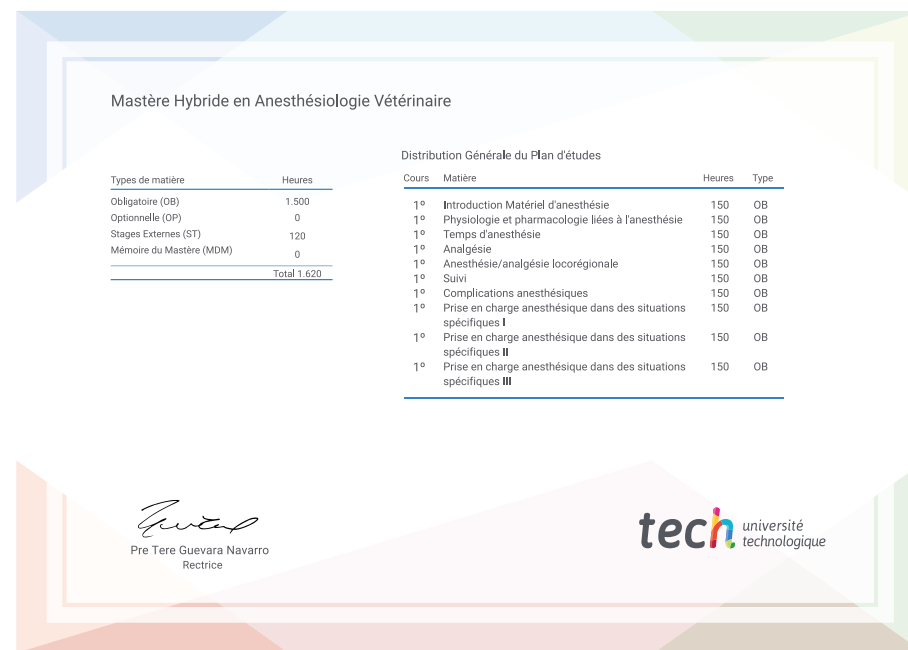 Mastère Hybride en Anesthésiologie Vétérinaire
Types de matière Heures
Obligatoire (OB) 1.500
Optionnelle (OP) 0
Stages Externes (ST) 120
Mémoire du Mastère (MDM) 0
Total 1.620
Distribution Générale du Plan d'études
Cours Matière Heures Type
1º Introduction Matériel d'anesthésie 150 OB
1º Physiologie et pharmacologie liées à l'anesthésie 150 OB
1º Temps d'anesthésie 150 OB
1º Analgésie 150 OB
1º Anesthésie/analgésie locorégionale 150 OB
1º Suivi 150 OB
1º Complications anesthésiques 150 OB
1º Prise en charge anesthésique dans des situations 150 OB
spécifiques I
1º Prise en charge anesthésique dans des situations 150 OB
spécifiques II
1º Prise en charge anesthésique dans des situations 150 OB
spécifiques III
Pre Tere Guevara Navarro
Rectrice
tech université
technologique